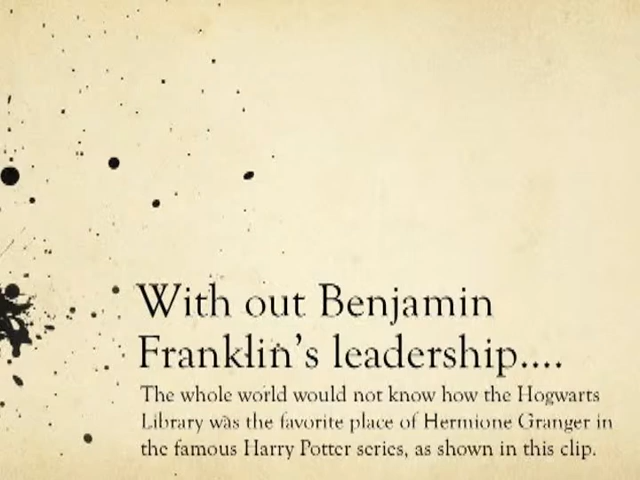 With out Benjamin
Franklin's leadership....
The whole world would not know how the Hogwarts
Library was the favorite place of Hermione Granger in
the famous Harry Potter series, as shown in this clip.